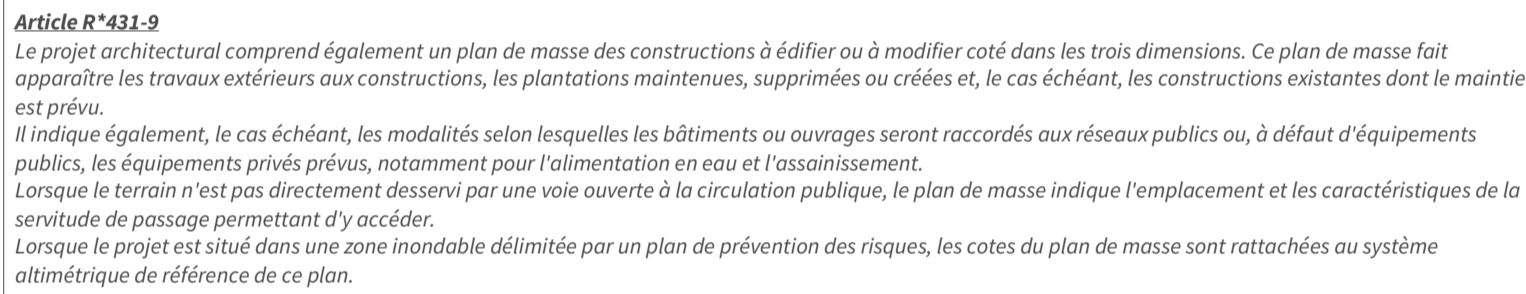 Article R*431-9
Le projet architectural comprend également un plan de masse des constructions à édifier ou à modifier coté dans les trois dimensions. Ce plan de masse fait
apparaître les travaux extérieurs aux constructions, les plantations maintenues, supprimées ou créées et, le cas échéant, les constructions existantes dont le maintie
est prévu.
Il indique également, le cas échéant, les modalités selon lesquelles les bâtiments ou ouvrages seront raccordés aux réseaux publics ou, à défaut d'équipements
publics, les équipements privés prévus, notamment pour l'alimentation en eau et l'assainissement.
Lorsque le terrain n'est pas directement desservi par une voie ouverte à la circulation publique, le plan de masse indique l'emplacement et les caractéristiques de la
servitude de passage permettant d'y accéder.
Lorsque le projet est situé dans une zone inondable délimitée par un plan de prévention des risques, les cotes du plan de masse sont rattachées au système
altimétrique de référence de ce plan.